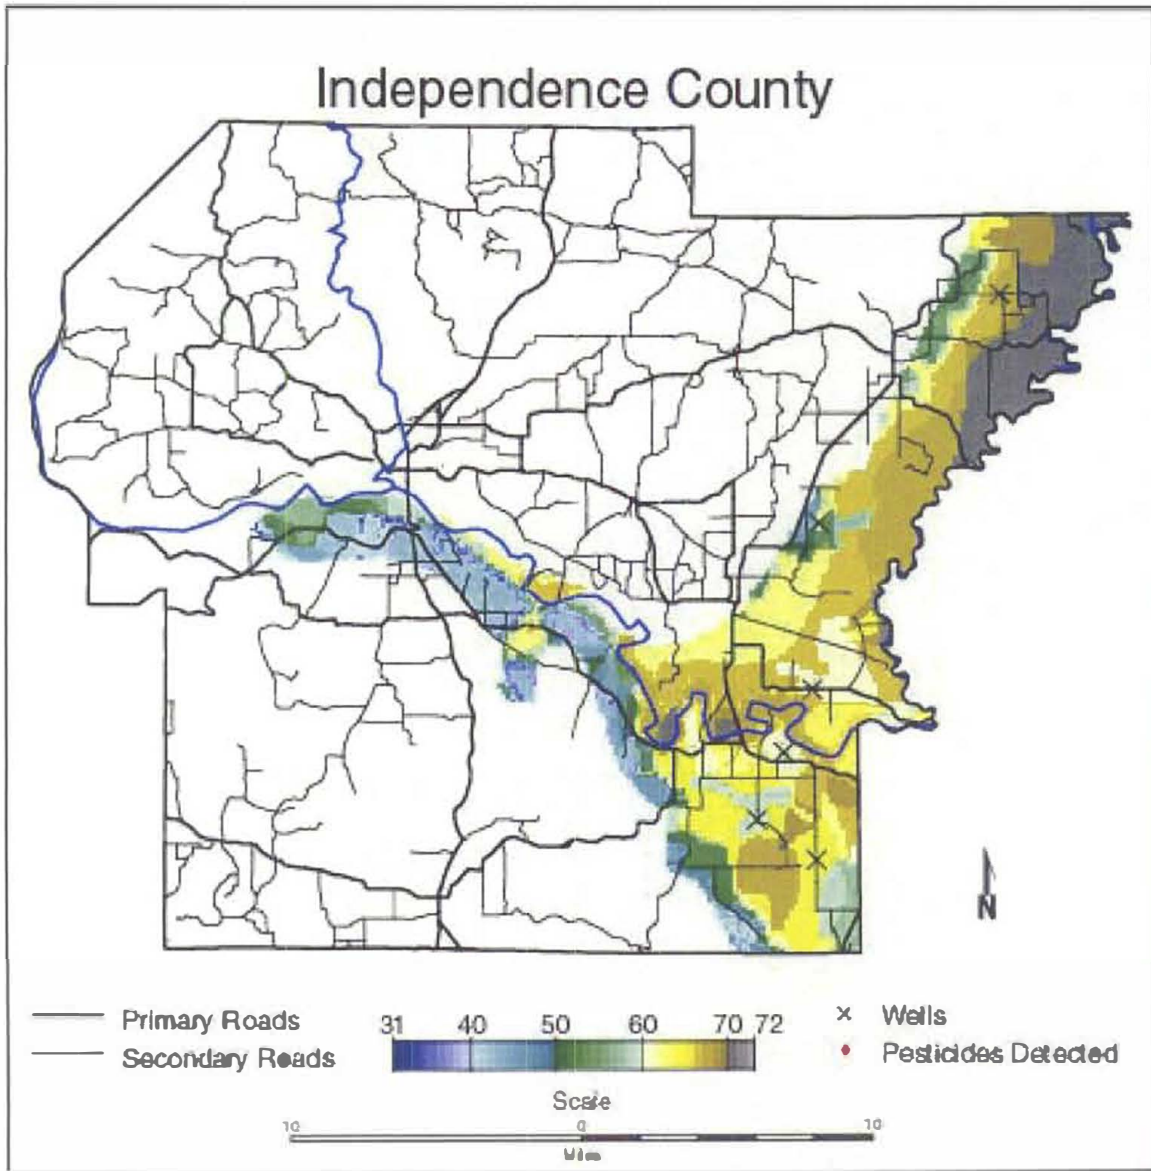 Independence County
N
Primary Roads
Secondary Roads
31 40 50 60 70 72
Wells
Pesticides Detected
Scale
10 0 10
Miles